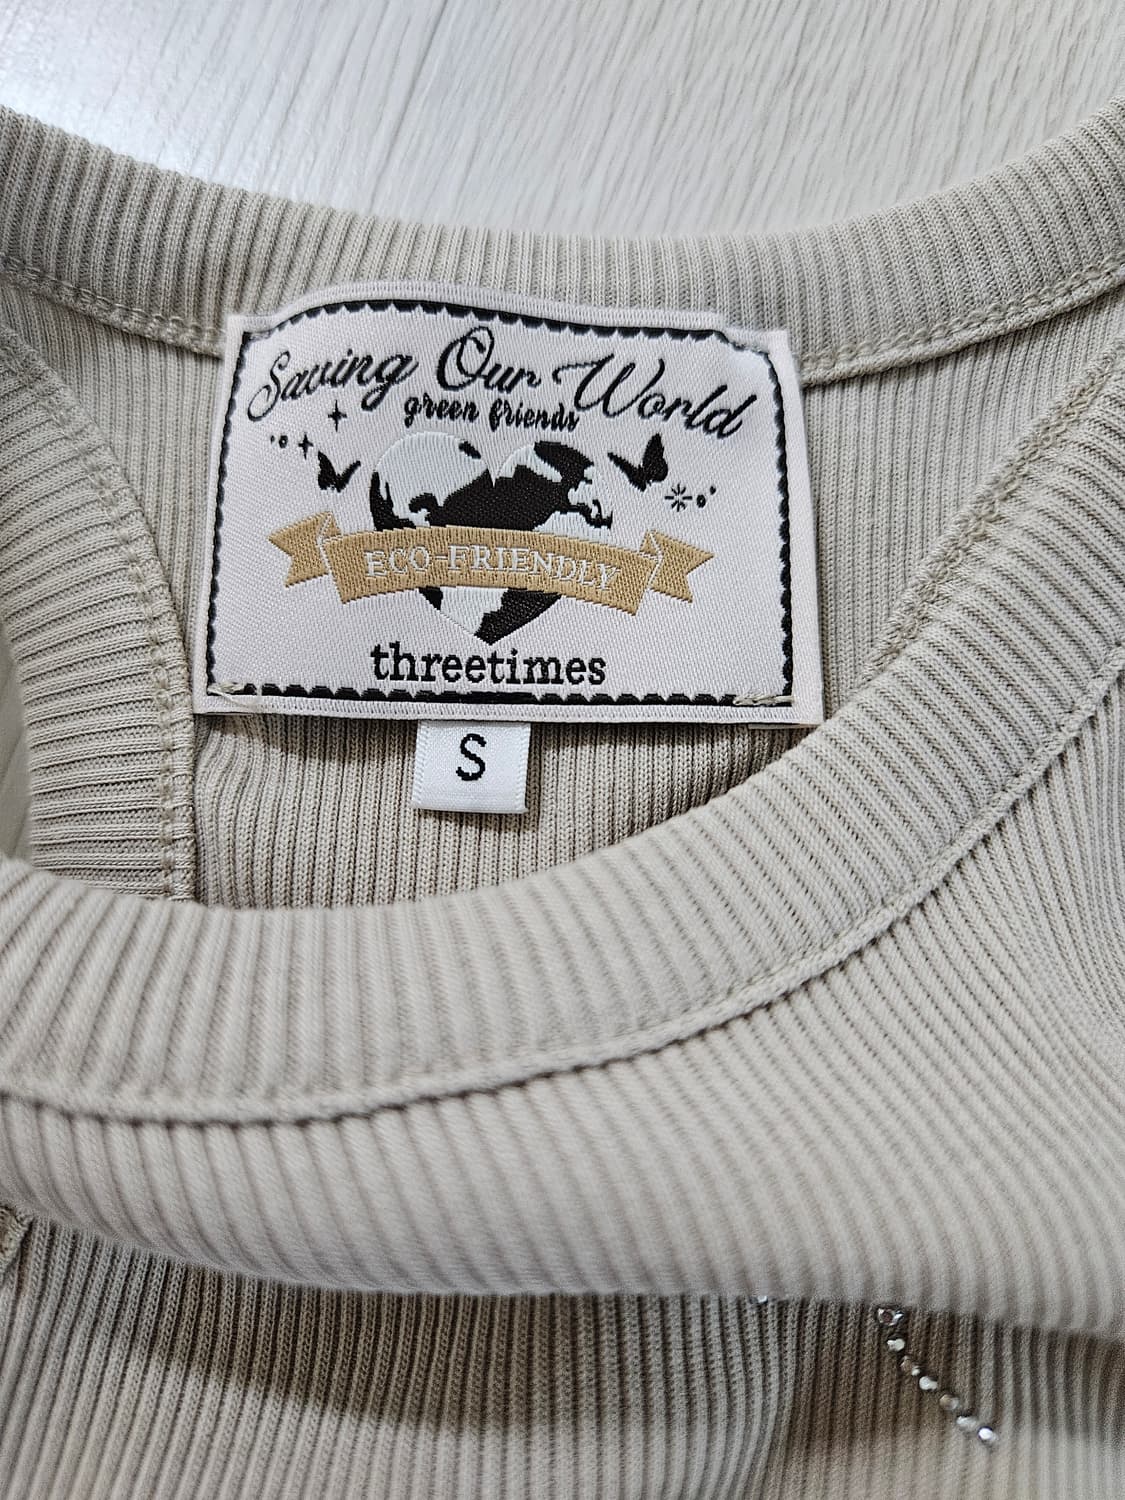 Saving Our World
green friends
ECO-FRIENDLY
threetimes
S